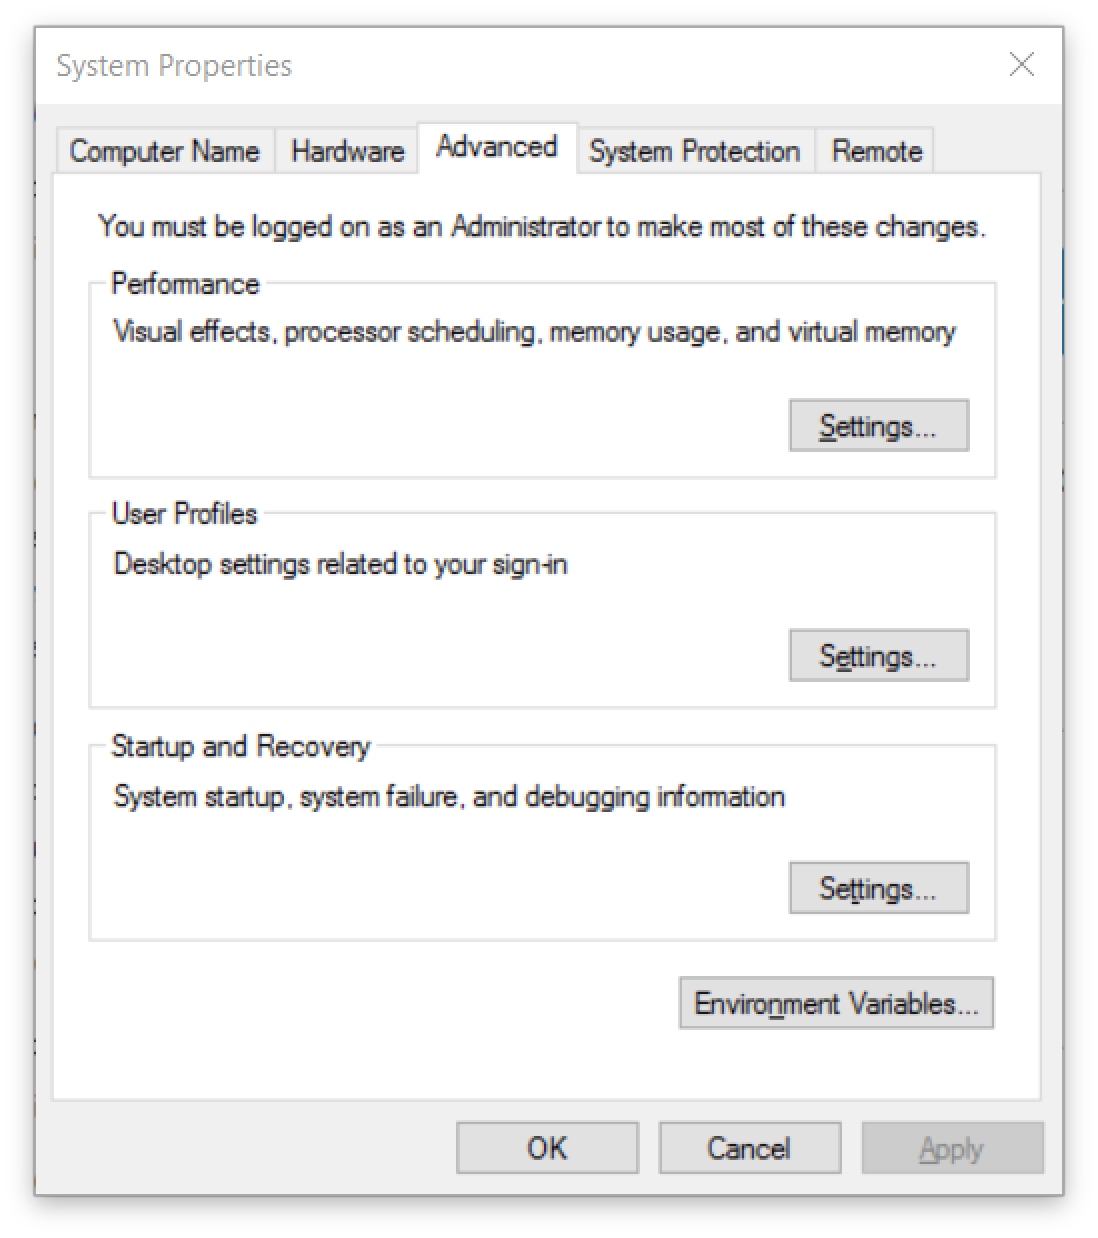 System Properties
Computer Name Hardware Advanced System Protection Remote
You must be logged on as an Administrator to make most of these changes.
Performance
Visual effects, processor scheduling, memory usage, and virtual memory
Settings...
User Profiles
Desktop settings related to your sign-in
Settings...
Startup and Recovery
System startup, system failure, and debugging information
Settings...
Environment Variables...
OK Cancel Apply